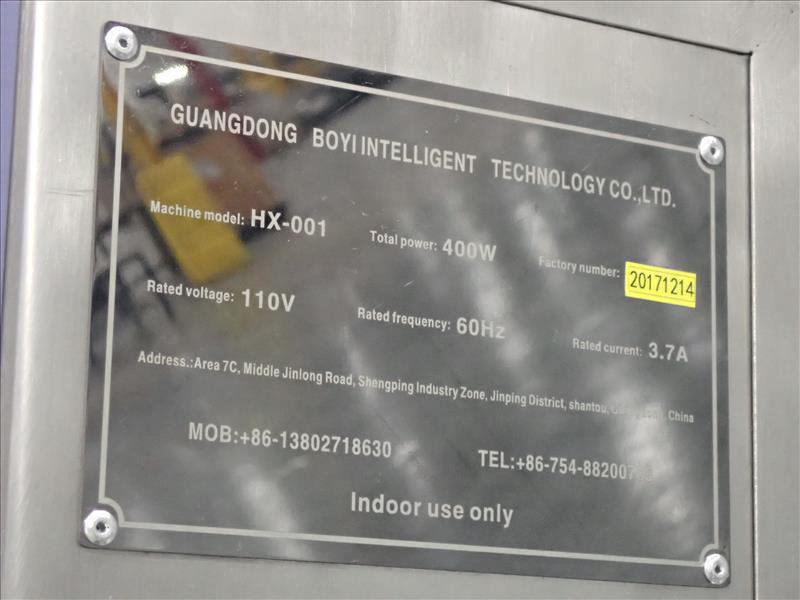 GUANGDONG BOYI INTELLIGENT TECHNOLOGY CO.,LTD.
Machine model: HX-001 Total power: 400W Factory number: 20171214
Rated voltage: 110V Rated frequency: 60Hz Rated current: 3.7A
Address.:Area 7C, Middle Jinlong Road, Shengping Industry Zone, Jinping District, shantou, China
MOB:+86-13802718630 TEL:+86-754-88200
Indoor use only